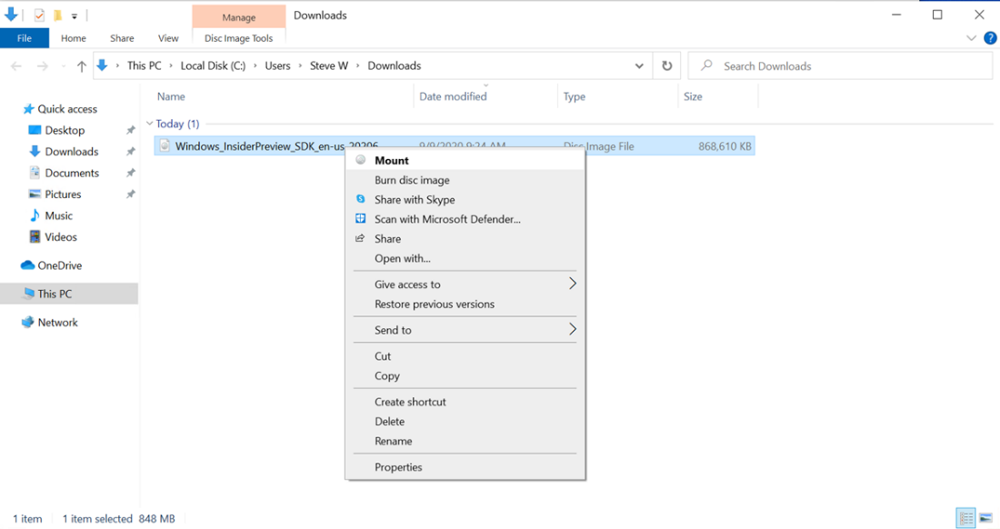 Manage
Downloads
File
Home
Share
View
Disc Image Tools
This PC
Local Disk (C:)
Users
Steve W
Downloads
Search Downloads
Name
Date modified
Type
Size
Quick access
Desktop
Downloads
Documents
Pictures
Music
Videos
OneDrive
This PC
Network
Today (1)
Windows_InsiderPreview_SDK_en-us_20206
9/9/2020 9:24 AM
Disc Image File
868,610 KB
Mount
Burn disc image
Share with Skype
Scan with Microsoft Defender...
Share
Open with...
Give access to
Restore previous versions
Send to
Cut
Copy
Create shortcut
Delete
Rename
Properties
1 item
1 item selected 848 MB